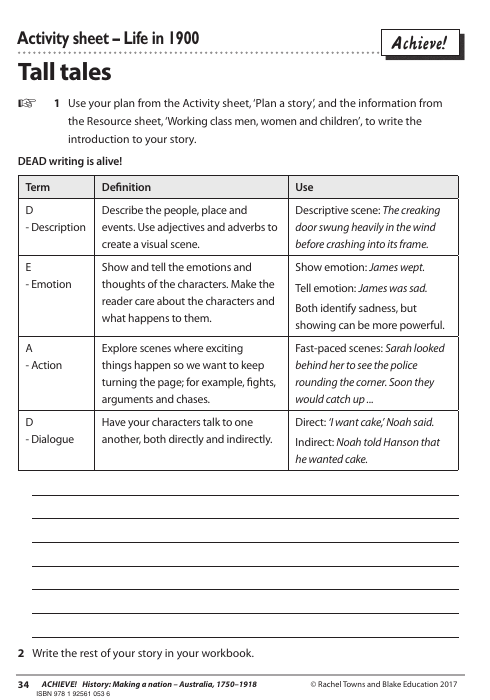 Activity sheet – Life in 1900
Achieve!
Tall tales
1 Use your plan from the Activity sheet, ‘Plan a story’, and the information from
the Resource sheet, ‘Working class men, women and children’, to write the
introduction to your story.
DEAD writing is alive!
Term Definition Use
D
- Description
Describe the people, place and
events. Use adjectives and adverbs to
create a visual scene.
Descriptive scene: The creaking
door swung heavily in the wind
before crashing into its frame.
E
- Emotion
Show and tell the emotions and
thoughts of the characters. Make the
reader care about the characters and
what happens to them.
Show emotion: James wept.
Tell emotion: James was sad.
Both identify sadness, but
showing can be more powerful.
A
- Action
Explore scenes where exciting
things happen so we want to keep
turning the page; for example, fights,
arguments and chases.
Fast-paced scenes: Sarah looked
behind her to see the police
rounding the corner. Soon they
would catch up ...
D
- Dialogue
Have your characters talk to one
another, both directly and indirectly.
Direct: ‘I want cake,’ Noah said.
Indirect: Noah told Hanson that
he wanted cake.
2 Write the rest of your story in your workbook.
34 ACHIEVE! History: Making a nation – Australia, 1750–1918 © Rachel Towns and Blake Education 2017
ISBN 978 1 92561 053 6